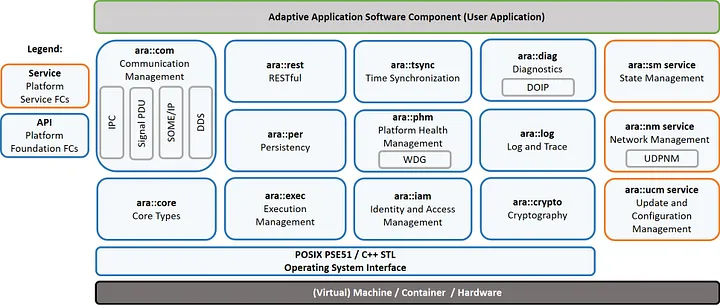 Adaptive Application Software Component (User Application)
Legend:
Service
Platform
Service FCs
API
Platform
Foundation FCs
ara::com
Communication
Management
IPC
Signal PDU
SOME/IP
DDS
ara::rest
RESTful
ara::tsync
Time Synchronization
ara::diag
Diagnostics
DOIP
ara::sm service
State Management
ara::per
Persistency
ara::phm
Platform Health
Management
WDG
ara::log
Log and Trace
ara::nm service
Network Management
UDPNM
ara::core
Core Types
ara::exec
Execution
Management
ara::iam
Identity and Access
Management
ara::crypto
Cryptography
ara::ucm service
Update and
Configuration
Management
POSIX PSE51 / C++ STL
Operating System Interface
(Virtual) Machine / Container / Hardware